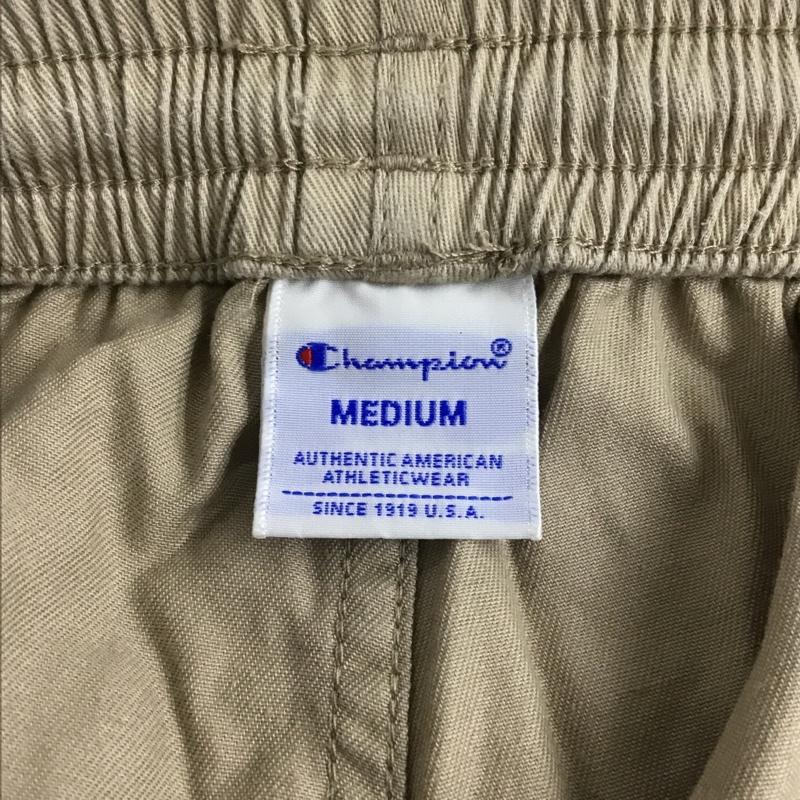 Champion®
MEDIUM
AUTHENTIC AMERICAN
ATHLETICWEAR
SINCE 1919 U.S.A.